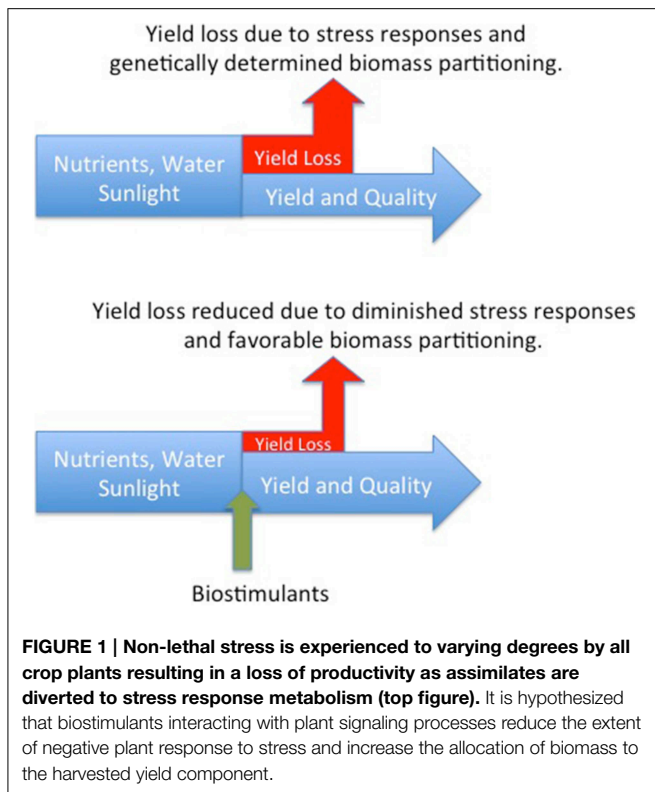 Yield loss due to stress responses and
genetically determined biomass partitioning.
Nutrients, Water
Sunlight
Yield Loss
Yield and Quality
Yield loss reduced due to diminished stress responses
and favorable biomass partitioning.
Nutrients, Water
Sunlight
Yield Loss
Yield and Quality
Biostimulants
FIGURE 1 | Non-lethal stress is experienced to varying degrees by all
crop plants resulting in a loss of productivity as assimilates are
diverted to stress response metabolism (top figure). It is hypothesized
that biostimulants interacting with plant signaling processes reduce the extent
of negative plant response to stress and increase the allocation of biomass to
the harvested yield component.